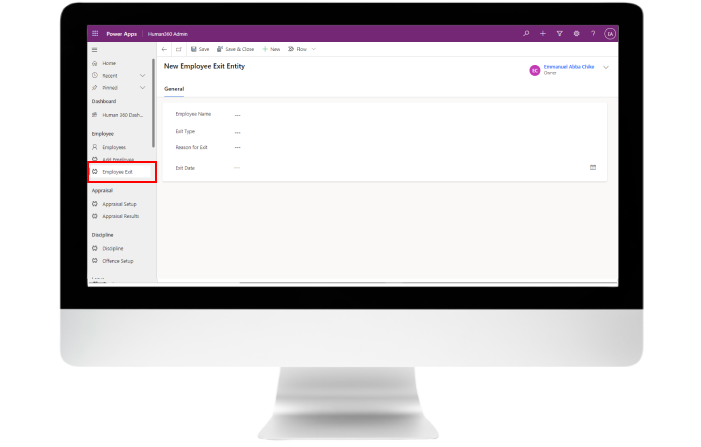 Power Apps Human360 Admin ? EA
Save Save & Close New Flow
Home
Recent
Pinned
Dashboard
Human 360 Dash...
Employee
Employees
Add Employee
Employee Exit
Appraisal
Appraisal Setup
Appraisal Results
Discipline
Discipline
Offence Setup
New Employee Exit Entity
EC Emmanuel Abba Chike
Owner
General
Employee Name ---
Exit Type ---
Reason for Exit ---
Exit Date ---